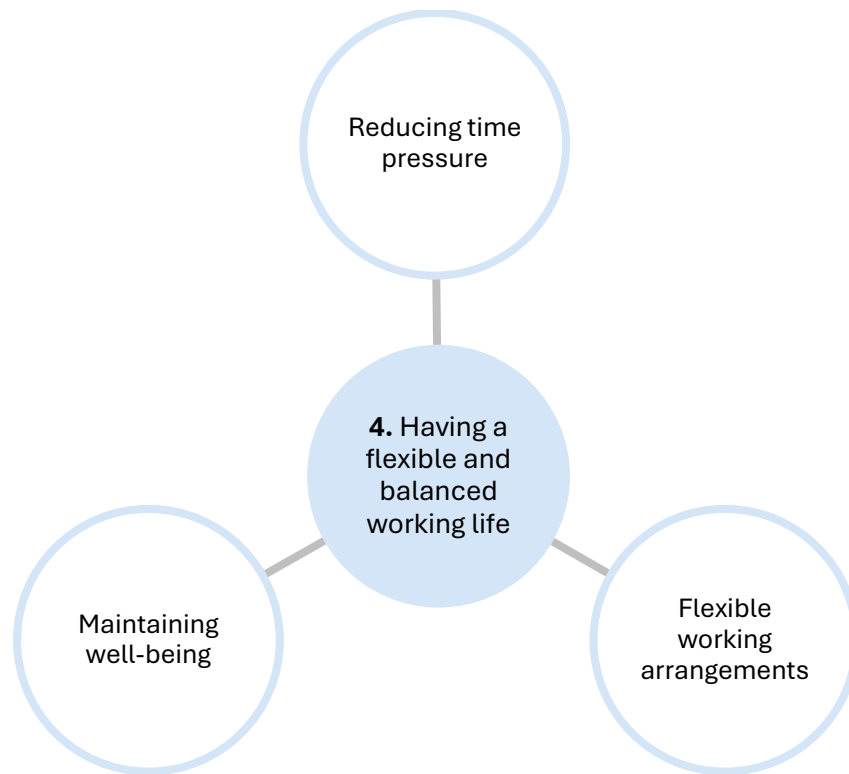 Reducing time
pressure
4. Having a
flexible and
balanced
working life
Maintaining
well-being
Flexible
working
arrangements